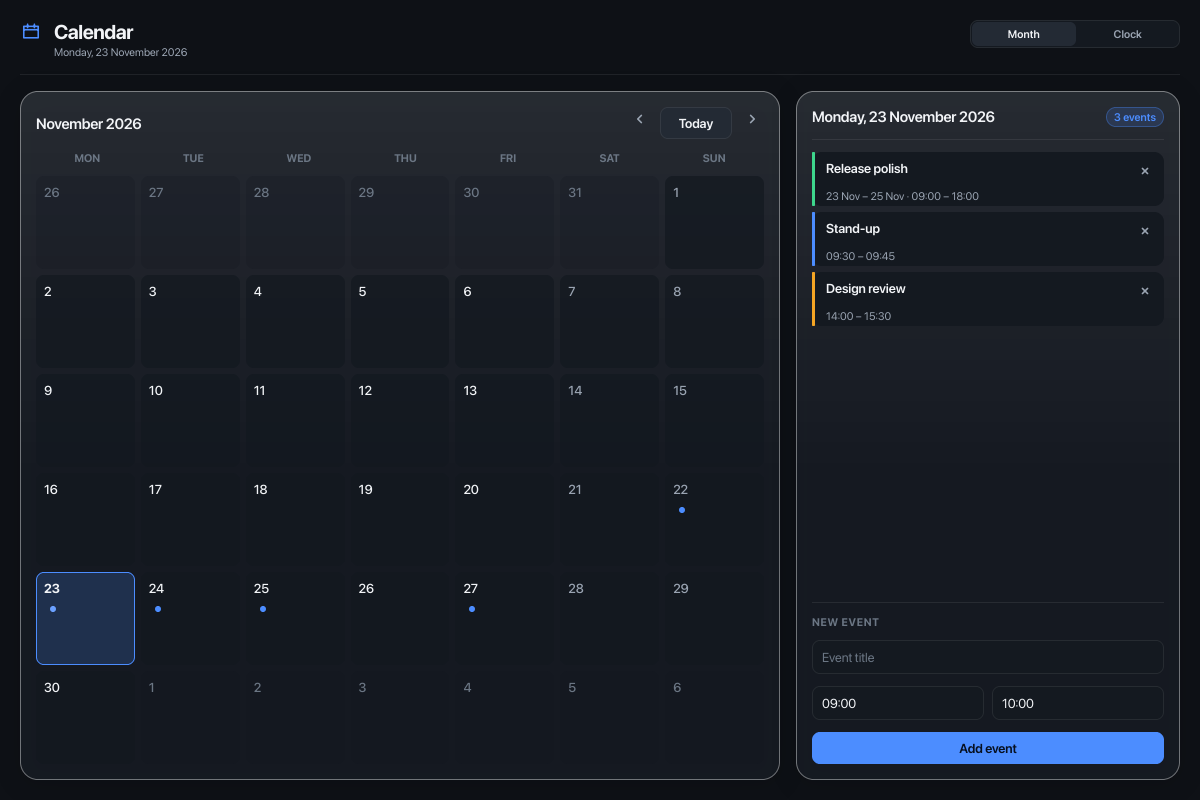 Calendar
Monday, 23 November 2026
Month Clock
November 2026
Today
MON TUE WED THU FRI SAT SUN
26 27 28 29 30 31 1
2 3 4 5 6 7 8
9 10 11 12 13 14 15
16 17 18 19 20 21 22
23 24 25 26 27 28 29
30 1 2 3 4 5 6
Monday, 23 November 2026
3 events
Release polish
23 Nov – 25 Nov · 09:00 – 18:00
Stand-up
09:30 – 09:45
Design review
14:00 – 15:30
NEW EVENT
Event title
09:00 10:00
Add event